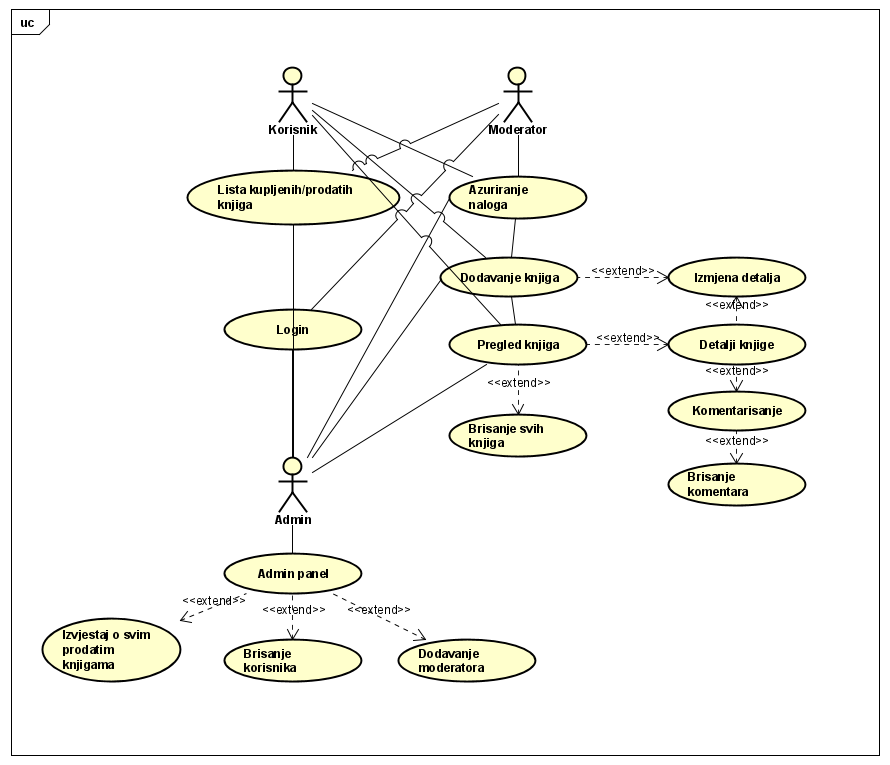 uc
Korisnik
Moderator
Lista kupljenih/prodatih
knjiga
Azuriranje
naloga
Dodavanje knjiga
<<extend>>
Izmjena detalja
<<extend>>
Login
Pregled knjiga
<<extend>>
Detalji knjige
<<extend>>
<<extend>>
Komentarisanje
Brisanje svih
knjiga
<<extend>>
Brisanje
komentara
Admin
Admin panel
<<extend>>
<<extend>>
<<extend>>
Izvjestaj o svim
prodatim
knjigama
Brisanje
korisnika
Dodavanje
moderatora